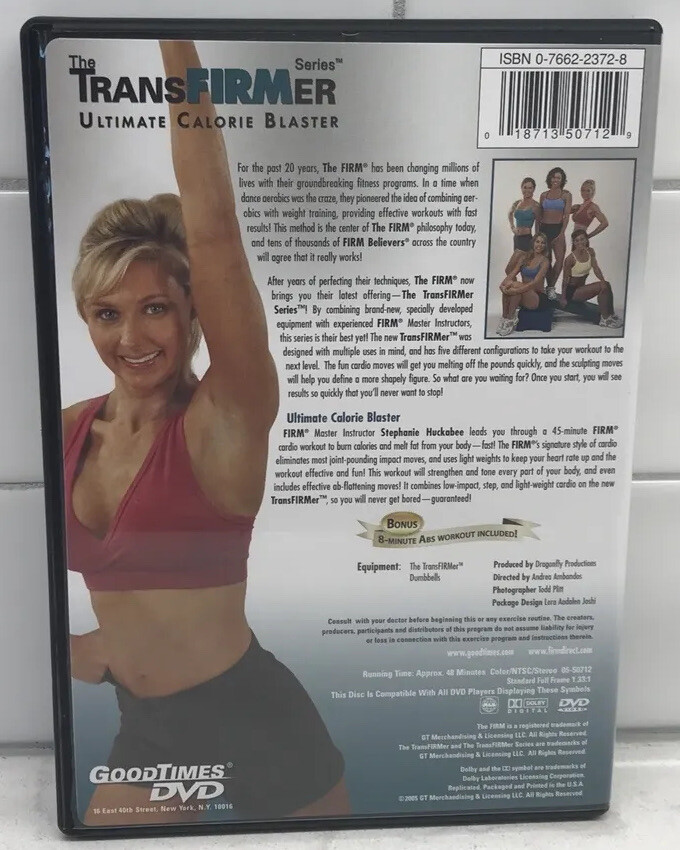 The TRANSFIRMER Series™
ULTIMATE CALORIE BLASTER
ISBN 0-7662-2372-8
0 18713 50712 9
For the past 20 years, The FIRM® has been changing millions of
lives with their groundbreaking fitness programs. In a time when
dance aerobics was the craze, they pioneered the idea of combining aer-
obics with weight training, providing effective workouts with fast
results! This method is the center of The FIRM® philosophy today,
and tens of thousands of FIRM Believers® across the country
will agree that it really works!
After years of perfecting their techniques, The FIRM® now
brings you their latest offering—The TransFIRMer
Series™! By combining brand-new, specially developed
equipment with experienced FIRM® Master Instructors,
this series is their best yet! The new TransFIRMer™ was
designed with multiple uses in mind, and has five different configurations to take your workout to the
next level. The fun cardio moves will get you melting off the pounds quickly, and the sculpting moves
will help you define a more shapely figure. So what are you waiting for? Once you start, you will see
results so quickly that you'll never want to stop!
Ultimate Calorie Blaster
FIRM® Master Instructor Stephanie Huckabee leads you through a 45-minute FIRM®
cardio workout to burn calories and melt fat from your body—fast! The FIRM®'s signature style of cardio
eliminates most joint-pounding impact moves, and uses light weights to keep your heart rate up and the
workout effective and fun! This workout will strengthen and tone every part of your body, and even
includes effective ab-flattening moves! It combines low-impact, step, and light-weight cardio on the new
TransFIRMer™, so you will never get bored—guaranteed!
BONUS
8-MINUTE ABS WORKOUT INCLUDED!
Equipment: The TransFIRMer™
Dumbbells
Produced by Dragonfly Productions
Directed by Andrea Ambandos
Photographer Todd Plitt
Package Design Lora Andalen Joshi
Consult with your doctor before beginning this or any exercise routine. The creators,
producers, participants and distributors of this program do not assume liability for injury
or loss in connection with this exercise program and instructions therein.
www.goodtimes.com www.firmdirect.com
Running Time: Approx. 48 Minutes Color/NTSC/Stereo 05-50712
Standard Full Frame 1.33:1
This Disc Is Compatible With All DVD Players Displaying These Symbols
DOLBY
DIGITAL
DVD
VIDEO
The FIRM is a registered trademark of
GT Merchandising & Licensing LLC. All Rights Reserved.
The TransFIRMer and The TransFIRMer Series are trademarks of
GT Merchandising & Licensing LLC. All Rights Reserved.
Dolby and the DD symbol are trademarks of
Dolby Laboratories Licensing Corporation.
Replicated, Packaged and Printed in the U.S.A.
©2005 GT Merchandising & Licensing LLC. All Rights Reserved.
GOODTIMES®
DVD
16 East 40th Street, New York, N.Y. 10016